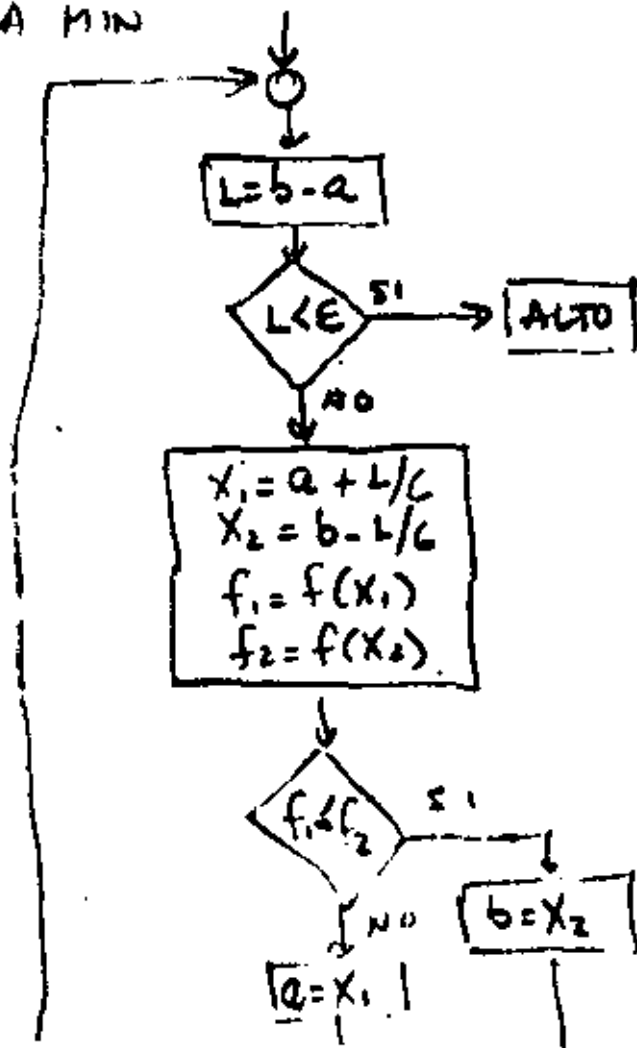 A MIN
L=b-a
L<ε
SI
ALTO
NO
X₁=a+L/6
X₂=b-L/6
f₁=f(X₁)
f₂=f(X₂)
f₁<f₂
SI
NO
b=X₂
a=X₁